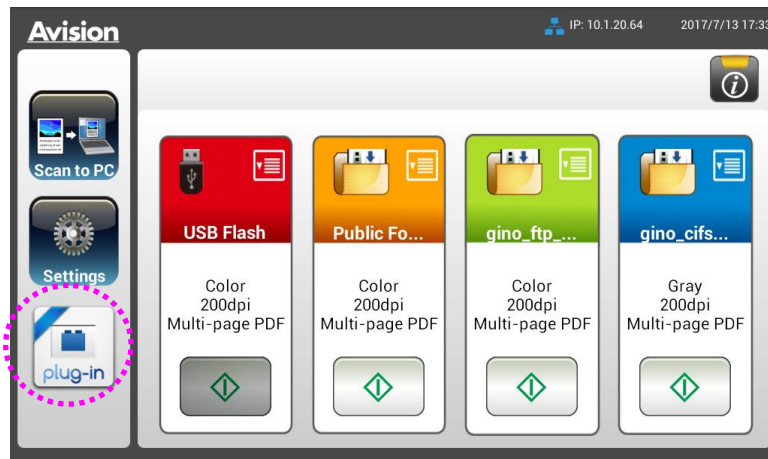 Avision
IP: 10.1.20.64 2017/7/13 17:33
Scan to PC
Settings
plug-in
USB Flash
Color
200dpi
Multi-page PDF
Public Fo...
Color
200dpi
Multi-page PDF
gino_ftp_...
Color
200dpi
Multi-page PDF
gino_cifs...
Gray
200dpi
Multi-page PDF